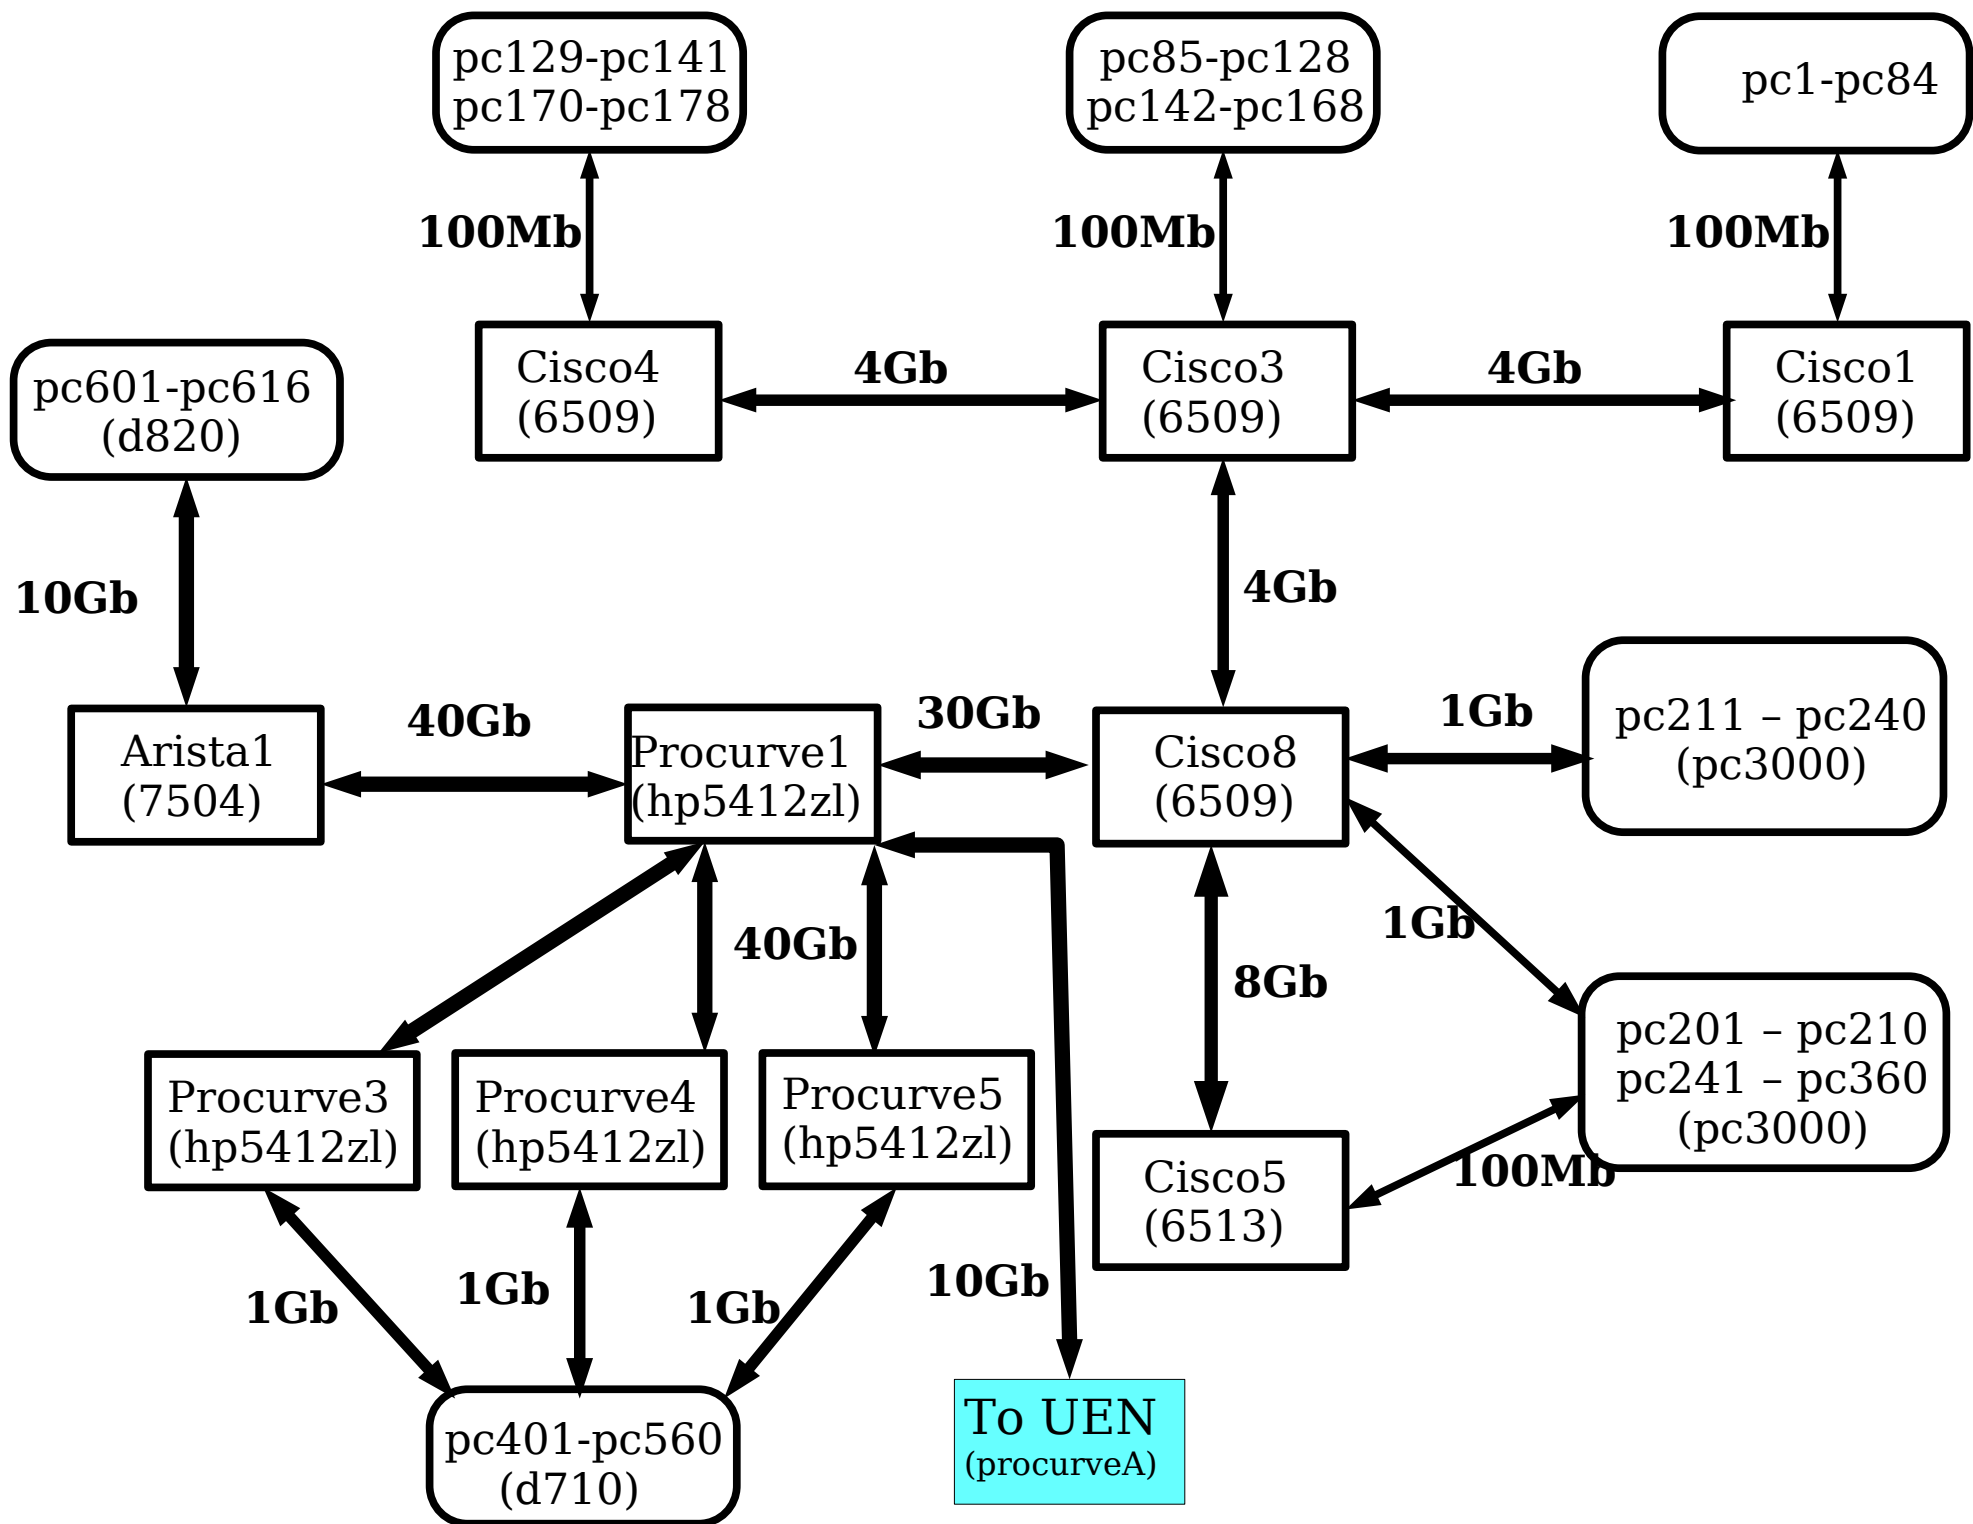 pc129-pc141
pc170-pc178
pc85-pc128
pc142-pc168
pc1-pc84
100Mb
100Mb
100Mb
pc601-pc616
(d820)
Cisco4
(6509)
4Gb
Cisco3
(6509)
4Gb
Cisco1
(6509)
10Gb
4Gb
Arista1
(7504)
40Gb
Procurve1
(hp5412zl)
30Gb
Cisco8
(6509)
1Gb
pc211 – pc240
(pc3000)
40Gb
8Gb
1Gb
pc201 – pc210
pc241 – pc360
(pc3000)
Procurve3
(hp5412zl)
Procurve4
(hp5412zl)
Procurve5
(hp5412zl)
Cisco5
(6513)
100Mb
1Gb
1Gb
1Gb
10Gb
pc401-pc560
(d710)
To UEN
(procurveA)